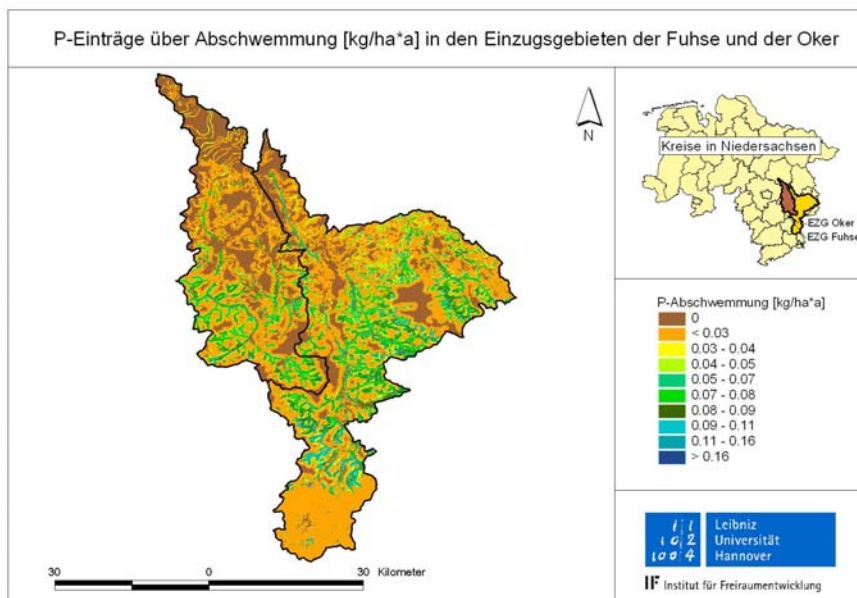 P-Einträge über Abschwemmung [kg/ha*a] in den Einzugsgebieten der Fuhse und der Oker
N
Kreise in Niedersachsen
EZG Oker
EZG Fuhse
P-Abschwemmung [kg/ha*a]
0
< 0.03
0.03 - 0.04
0.04 - 0.05
0.05 - 0.07
0.07 - 0.08
0.08 - 0.09
0.09 - 0.11
0.11 - 0.16
> 0.16
30 0 30 Kilometer
11 Leibniz
102 Universität
1004 Hannover
IF Institut für Freiraumentwicklung